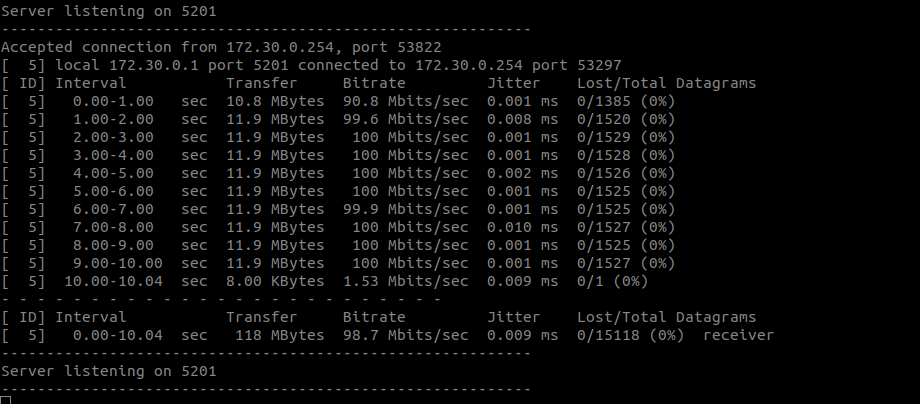 Server listening on 5201
-----------------------------------------------------------
Accepted connection from 172.30.0.254, port 53822
[  5] local 172.30.0.1 port 5201 connected to 172.30.0.254 port 53297
[ ID] Interval           Transfer     Bitrate         Jitter    Lost/Total Datagrams
[  5]   0.00-1.00   sec  10.8 MBytes  90.8 Mbits/sec  0.001 ms  0/1385 (0%)
[  5]   1.00-2.00   sec  11.9 MBytes  99.6 Mbits/sec  0.008 ms  0/1520 (0%)
[  5]   2.00-3.00   sec  11.9 MBytes   100 Mbits/sec  0.001 ms  0/1529 (0%)
[  5]   3.00-4.00   sec  11.9 MBytes   100 Mbits/sec  0.001 ms  0/1528 (0%)
[  5]   4.00-5.00   sec  11.9 MBytes   100 Mbits/sec  0.002 ms  0/1526 (0%)
[  5]   5.00-6.00   sec  11.9 MBytes   100 Mbits/sec  0.001 ms  0/1525 (0%)
[  5]   6.00-7.00   sec  11.9 MBytes  99.9 Mbits/sec  0.001 ms  0/1525 (0%)
[  5]   7.00-8.00   sec  11.9 MBytes   100 Mbits/sec  0.010 ms  0/1527 (0%)
[  5]   8.00-9.00   sec  11.9 MBytes   100 Mbits/sec  0.001 ms  0/1525 (0%)
[  5]   9.00-10.00  sec  11.9 MBytes   100 Mbits/sec  0.001 ms  0/1527 (0%)
[  5]  10.00-10.04  sec  8.00 KBytes  1.53 Mbits/sec  0.009 ms  0/1 (0%)
- - - - - - - - - - - - - - - - - - - - - - - - -
[ ID] Interval           Transfer     Bitrate         Jitter    Lost/Total Datagrams
[  5]   0.00-10.04  sec   118 MBytes  98.7 Mbits/sec  0.009 ms  0/15118 (0%)  receiver
-----------------------------------------------------------
Server listening on 5201
-----------------------------------------------------------